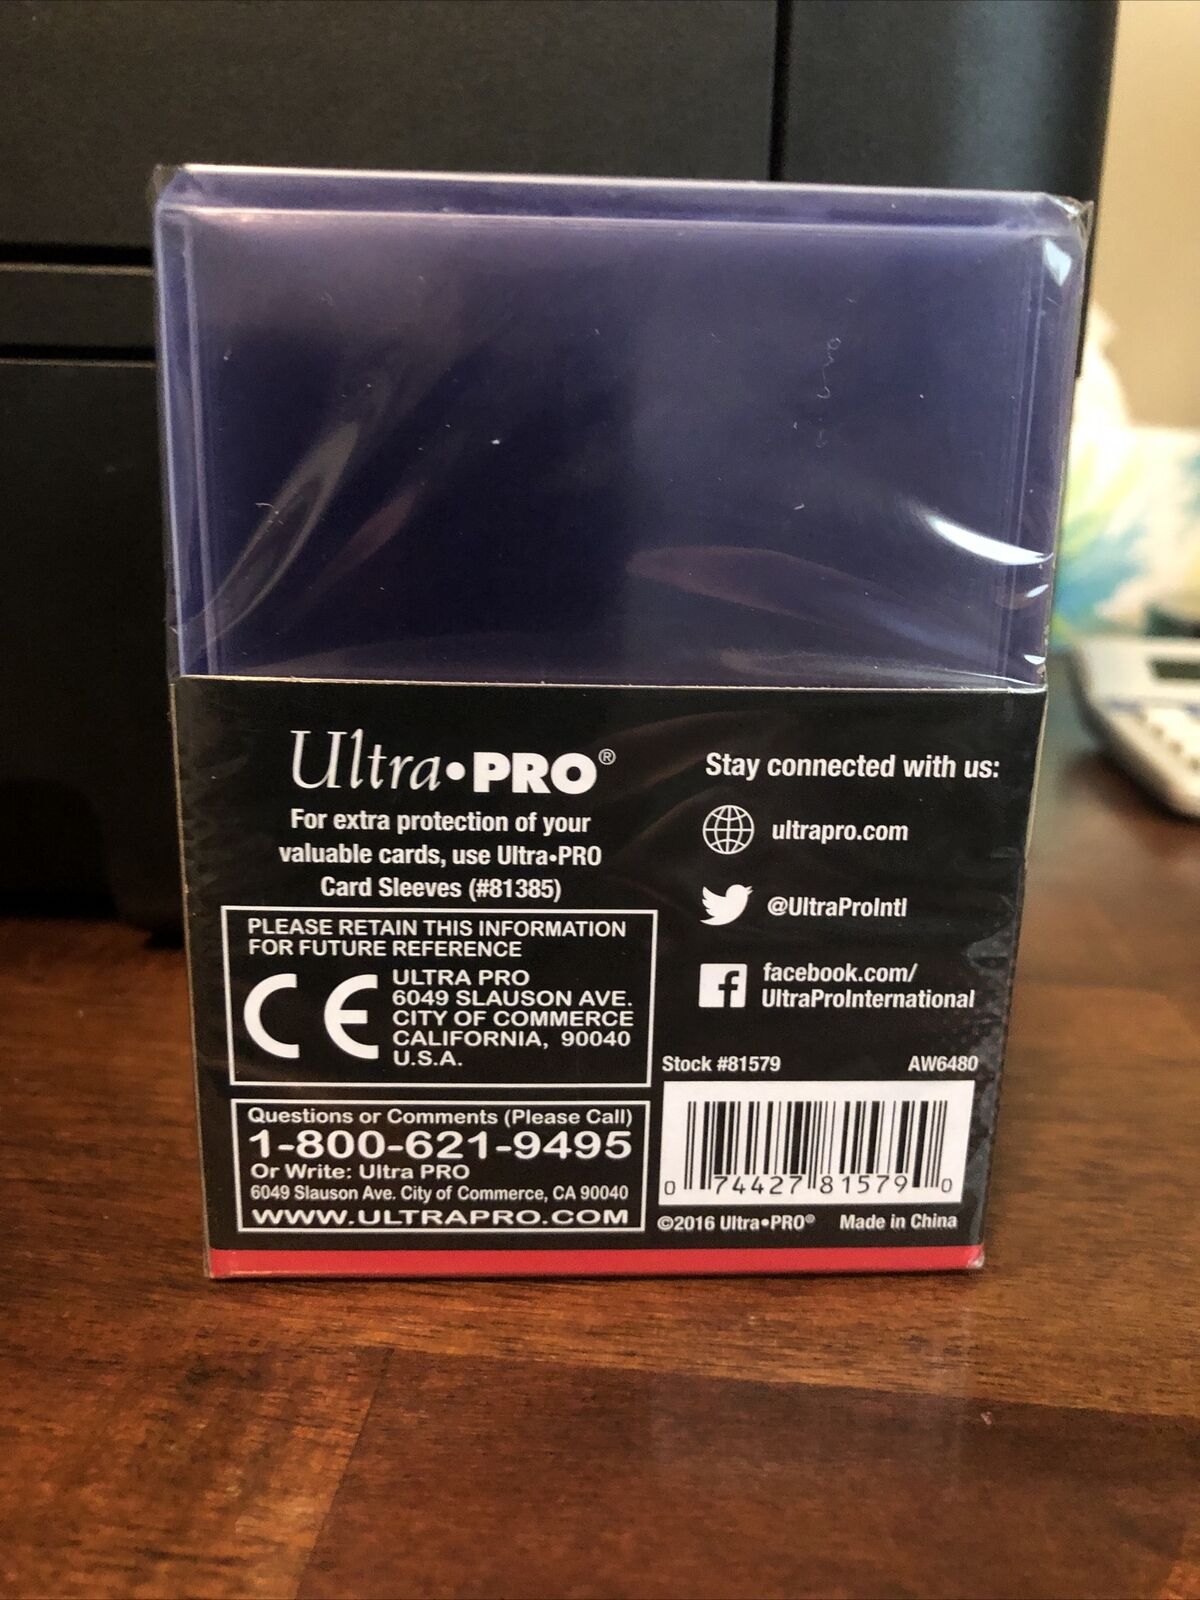 Ultra•PRO®
For extra protection of your
valuable cards, use Ultra•PRO
Card Sleeves (#81385)
PLEASE RETAIN THIS INFORMATION
FOR FUTURE REFERENCE
CE
ULTRA PRO
6049 SLAUSON AVE.
CITY OF COMMERCE
CALIFORNIA, 90040
U.S.A.
Questions or Comments (Please Call)
1-800-621-9495
Or Write: Ultra PRO
6049 Slauson Ave. City of Commerce, CA 90040
WWW.ULTRAPRO.COM
Stay connected with us:
ultrapro.com
@UltraProIntl
facebook.com/
UltraProInternational
Stock #81579 AW6480
0 74427 81579 0
©2016 Ultra•PRO® Made in China